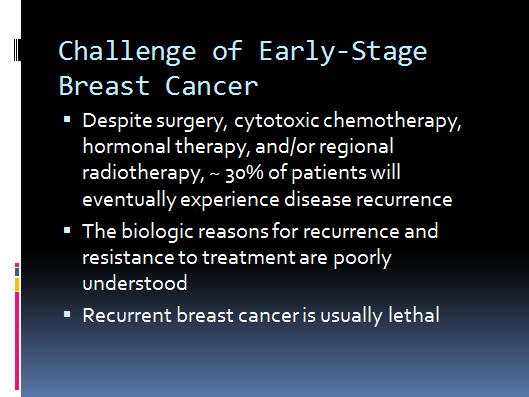 Challenge of Early-Stage
Breast Cancer
▪ Despite surgery, cytotoxic chemotherapy,
hormonal therapy, and/or regional
radiotherapy, ~ 30% of patients will
eventually experience disease recurrence
▪ The biologic reasons for recurrence and
resistance to treatment are poorly
understood
▪ Recurrent breast cancer is usually lethal